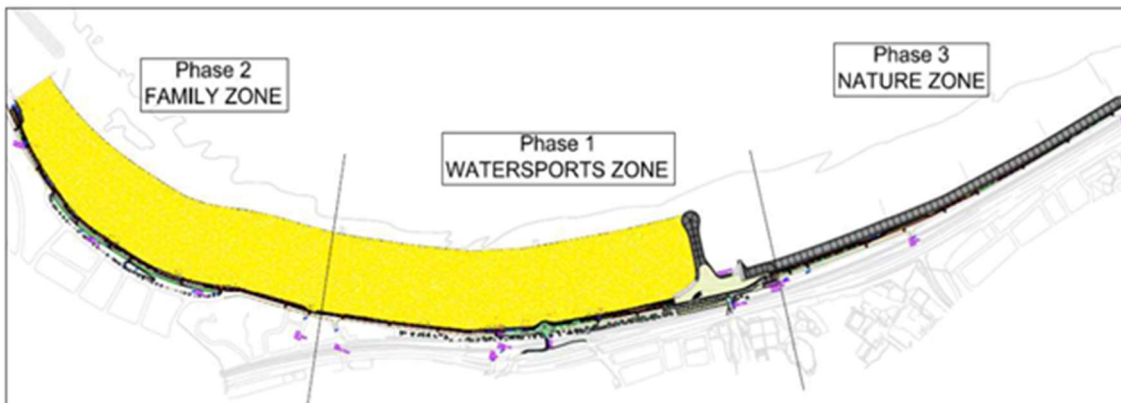 Phase 2
FAMILY ZONE
Phase 1
WATERSPORTS ZONE
Phase 3
NATURE ZONE